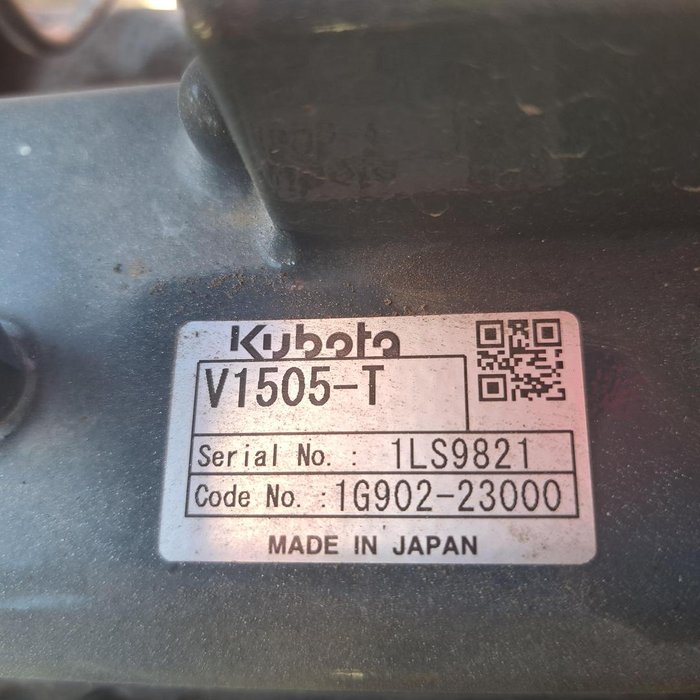 Kubota
V1505-T
Serial No. : 1LS9821
Code No. : 1G902-23000
MADE IN JAPAN